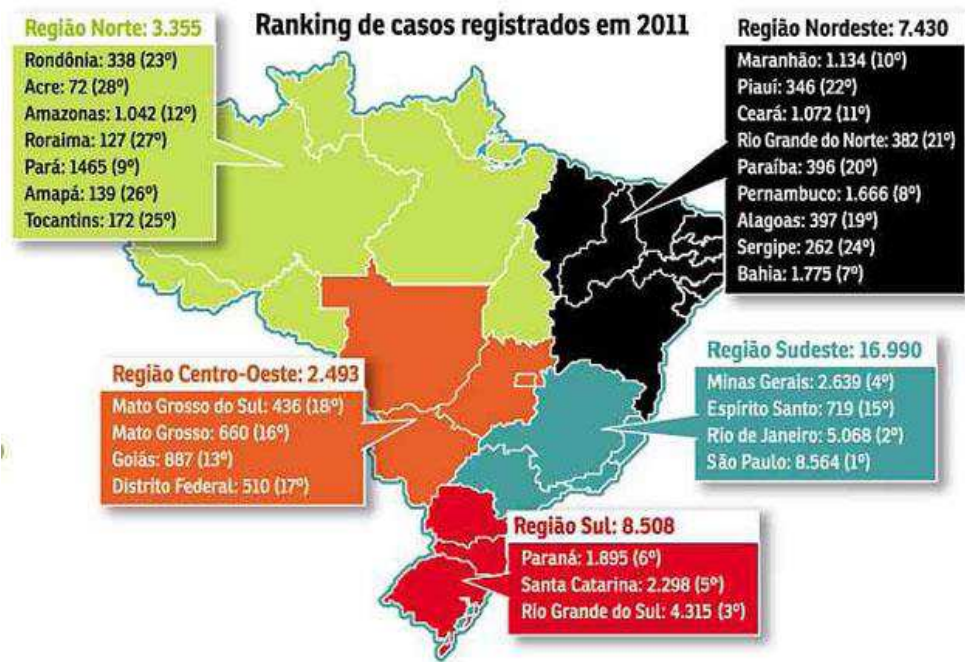 Ranking de casos registrados em 2011
Região Norte: 3.355
Rondônia: 338 (23º)
Acre: 72 (28º)
Amazonas: 1.042 (12º)
Roraima: 127 (27º)
Pará: 1465 (9º)
Amapá: 139 (26º)
Tocantins: 172 (25º)
Região Nordeste: 7.430
Maranhão: 1.134 (10º)
Piauí: 346 (22º)
Ceará: 1.072 (11º)
Rio Grande do Norte: 382 (21º)
Paraíba: 396 (20º)
Pernambuco: 1.666 (8º)
Alagoas: 397 (19º)
Sergipe: 262 (24º)
Bahia: 1.775 (7º)
Região Centro-Oeste: 2.493
Mato Grosso do Sul: 436 (18º)
Mato Grosso: 660 (16º)
Goiás: 887 (13º)
Distrito Federal: 510 (17º)
Região Sudeste: 16.990
Minas Gerais: 2.639 (4º)
Espírito Santo: 719 (15º)
Rio de Janeiro: 5.068 (2º)
São Paulo: 8.564 (1º)
Região Sul: 8.508
Paraná: 1.895 (6º)
Santa Catarina: 2.298 (5º)
Rio Grande do Sul: 4.315 (3º)